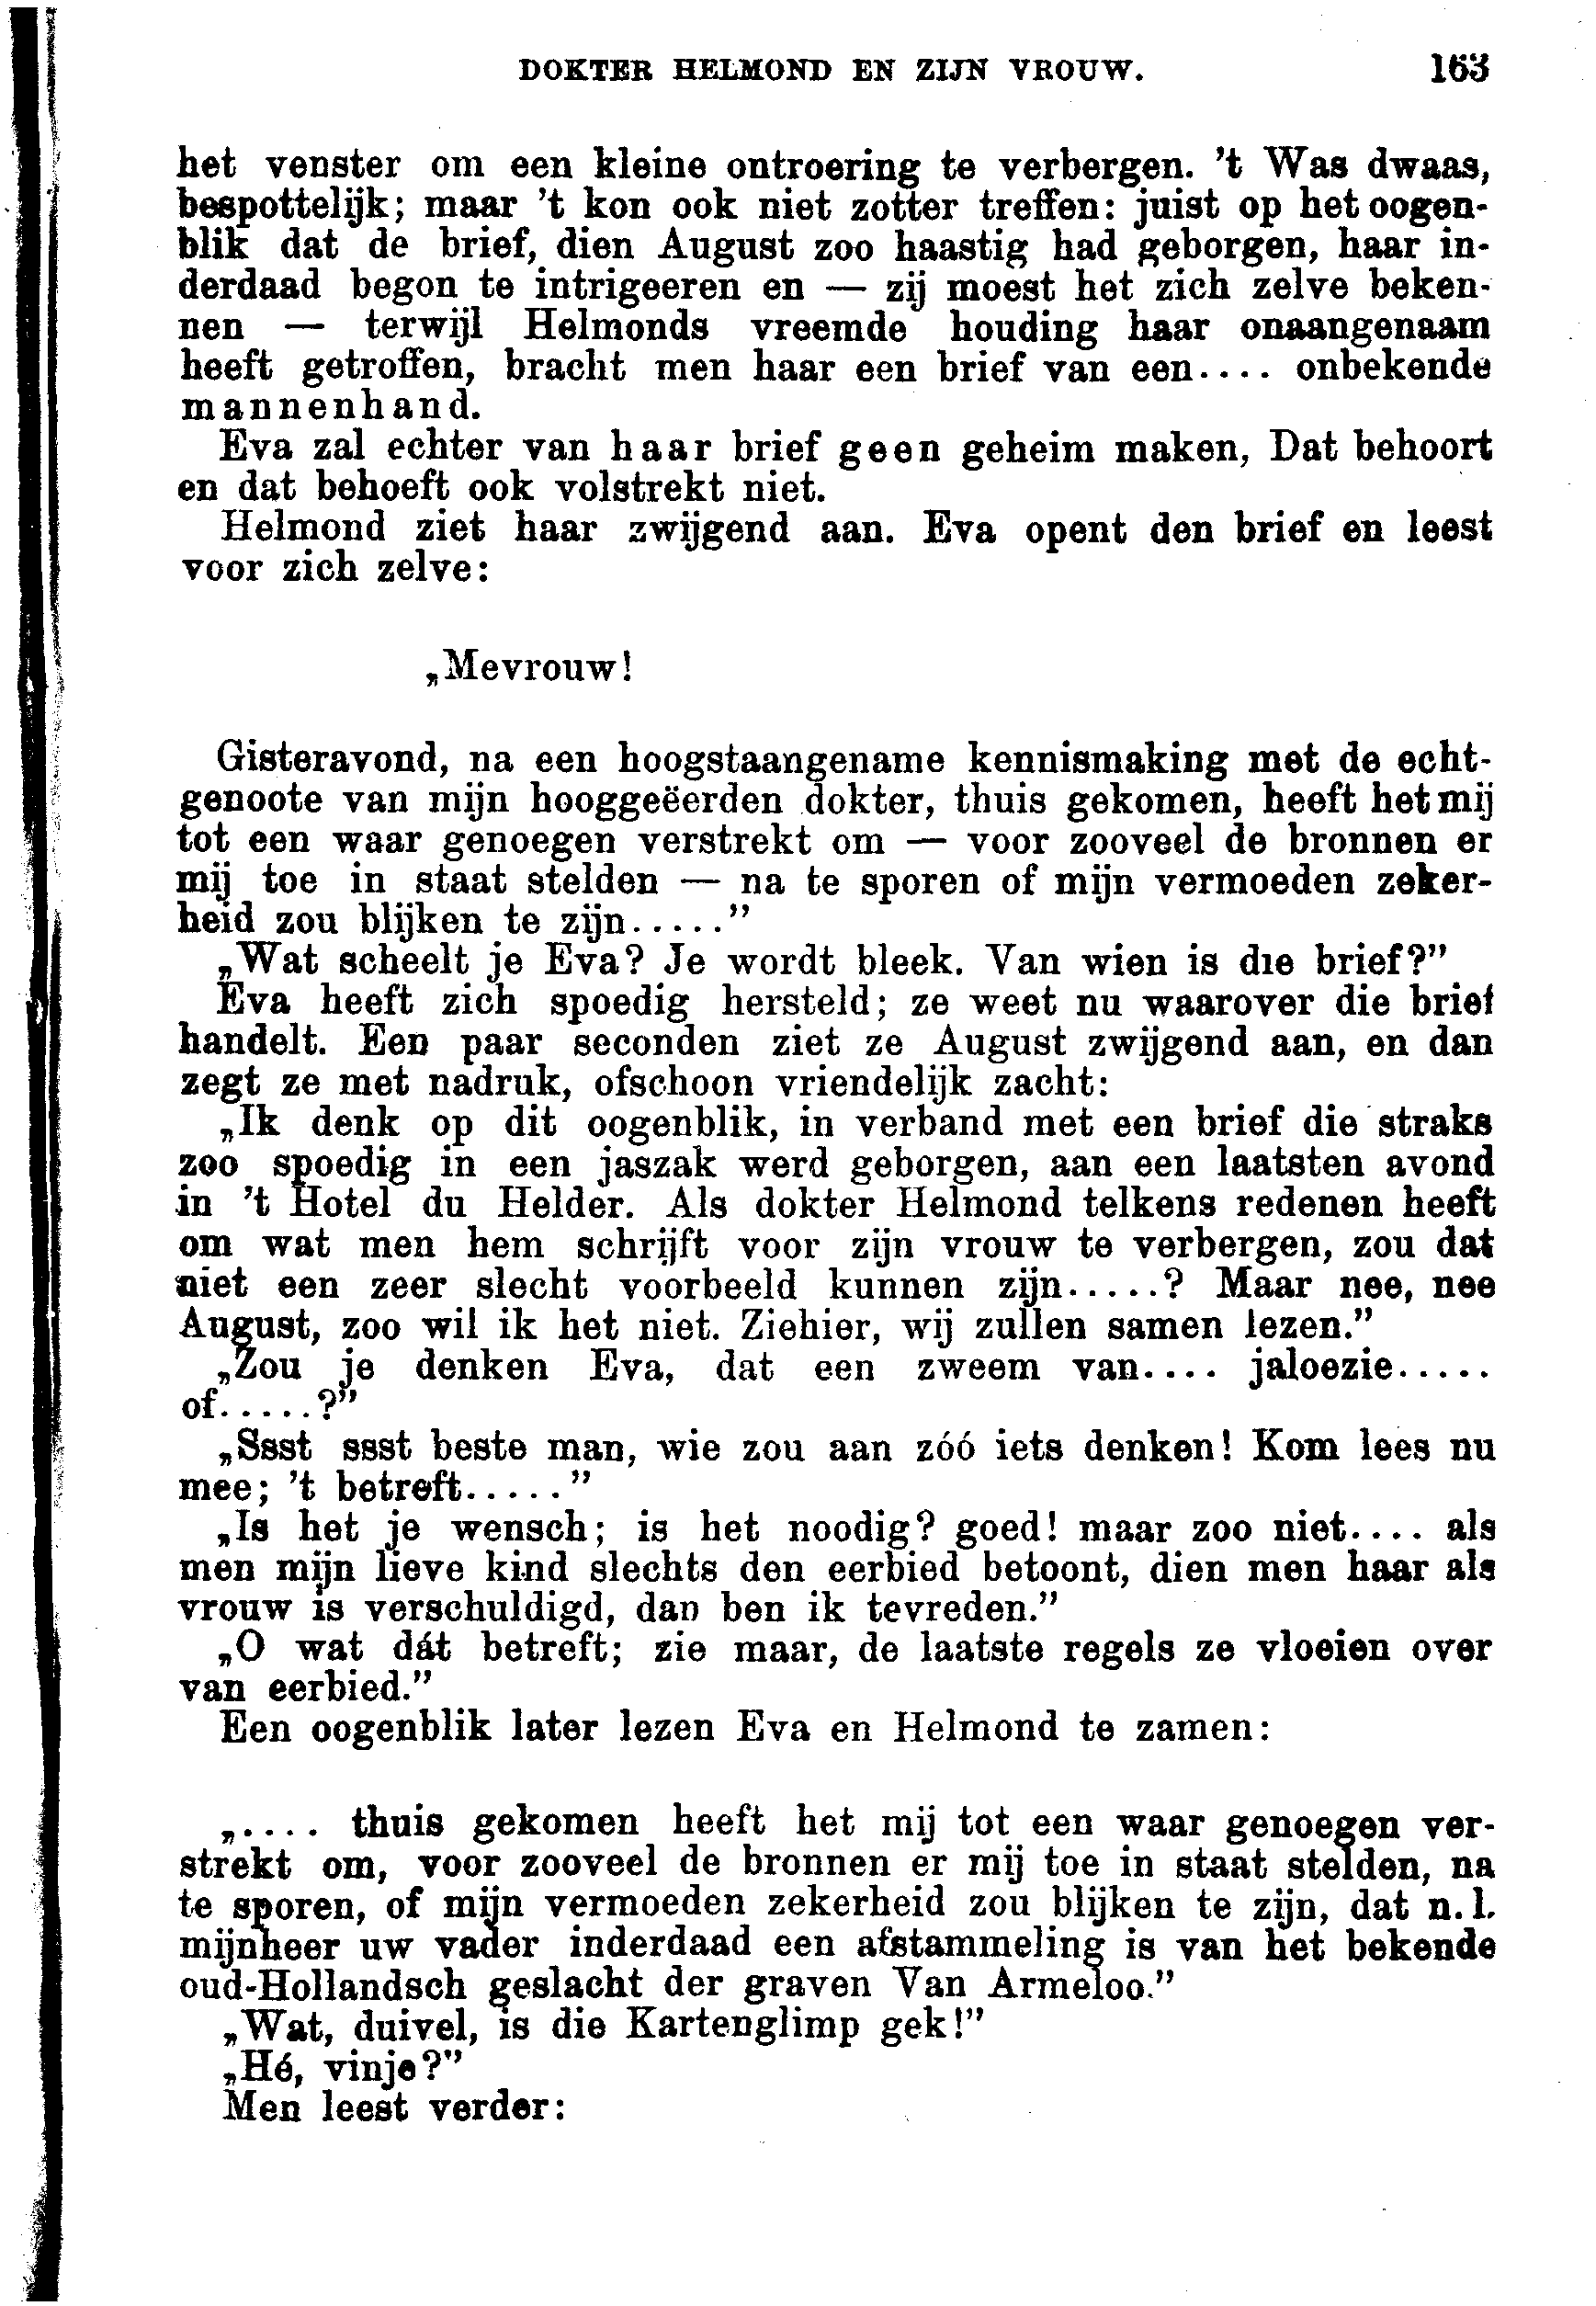 DOKTER HELMOND EN ZIJN VROUW. 163
het venster om een kleine ontroering te verbergen. 't Was dwaas,
bespottelijk; maar 't kon ook niet zotter treffen: juist op het oogen-
blik dat de brief, dien August zoo haastig had geborgen, haar in-
derdaad begon te intrigeeren en — zij moest het zich zelve beken-
nen — terwijl Helmonds vreemde houding haar onaangenaam
heeft getroffen, bracht men haar een brief van een.... onbekende
mannenhand.
Eva zal echter van haar brief geen geheim maken, Dat behoort
en dat behoeft ook volstrekt niet.
Helmond ziet haar zwijgend aan. Eva opent den brief en leest
voor zich zelve:
„Mevrouw!
Gisteravond, na een hoogstaangename kennismaking met de echt-
genoote van mijn hooggeëerden dokter, thuis gekomen, heeft het mij
tot een waar genoegen verstrekt om — voor zooveel de bronnen er
mij toe in staat stelden — na te sporen of mijn vermoeden zeker-
heid zou blijken te zijn....."
„Wat scheelt je Eva? Je wordt bleek. Van wien is die brief?"
Eva heeft zich spoedig hersteld; ze weet nu waarover die brief
handelt. Een paar seconden ziet ze August zwijgend aan, en dan
zegt ze met nadruk, ofschoon vriendelijk zacht:
„Ik denk op dit oogenblik, in verband met een brief die straks
zoo spoedig in een jaszak werd geborgen, aan een laatsten avond
in 't Hotel du Helder. Als dokter Helmond telkens redenen heeft
om wat men hem schrijft voor zijn vrouw te verbergen, zou dat
niet een zeer slecht voorbeeld kunnen zijn.....? Maar nee, nee
August, zoo wil ik het niet. Ziehier, wij zullen samen lezen."
„Zou je denken Eva, dat een zweem van.... jaloezie.....
of.....?"
„Ssst ssst beste man, wie zou aan zóó iets denken! Kom lees nu
mee; 't betreft....."
„Is het je wensch; is het noodig? goed! maar zoo niet.... als
men mijn lieve kind slechts den eerbied betoont, dien men haar als
vrouw is verschuldigd, dan ben ik tevreden."
„O wat dát betreft; zie maar, de laatste regels ze vloeien over
van eerbied."
Een oogenblik later lezen Eva en Helmond te zamen:
„.... thuis gekomen heeft het mij tot een waar genoegen ver-
strekt om, voor zooveel de bronnen er mij toe in staat stelden, na
te sporen, of mijn vermoeden zekerheid zou blijken te zijn, dat n.l.
mijnheer uw vader inderdaad een afstammeling is van het bekende
oud-Hollandsch geslacht der graven Van Armeloo."
„Wat, duivel, is die Kartenglimp gek!"
„Hé, vinje?"
Men leest verder: